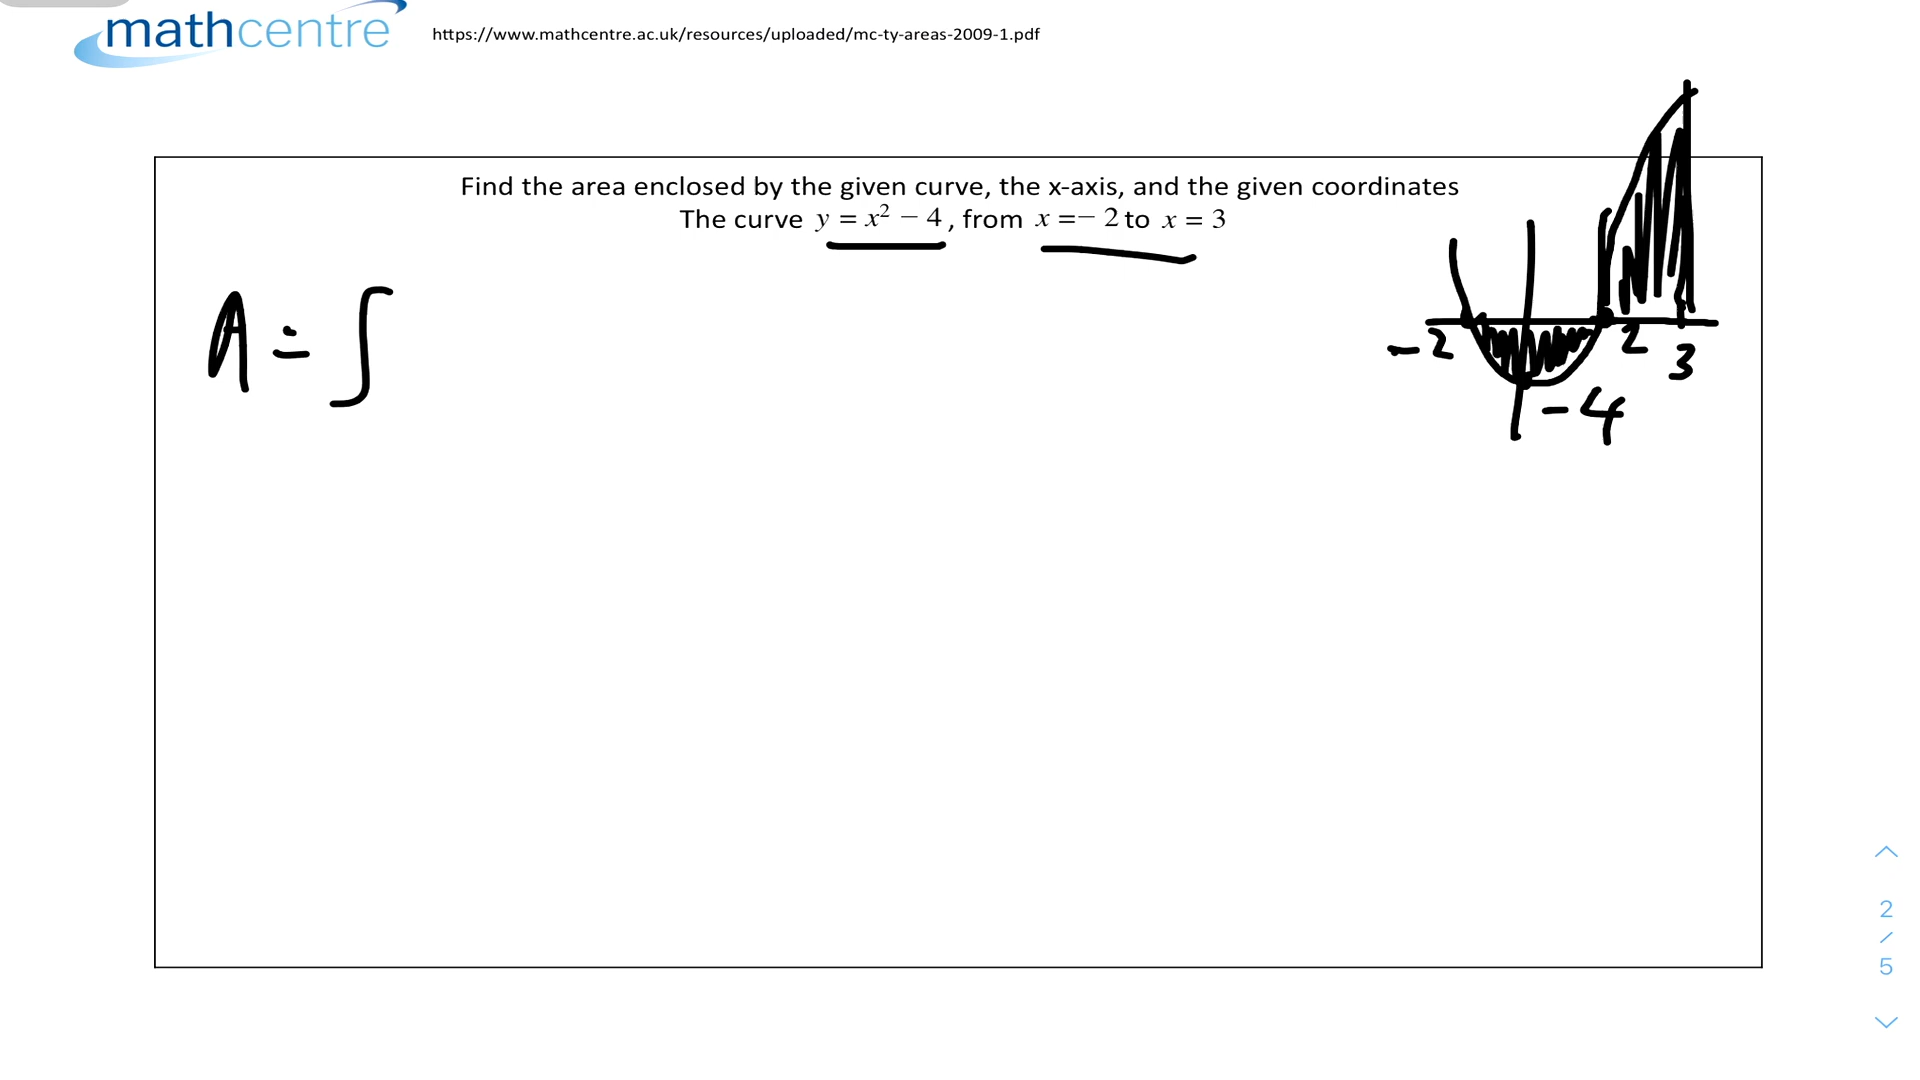 mathcentre
https://www.mathcentre.ac.uk/resources/uploaded/mc-ty-areas-2009-1.pdf
Find the area enclosed by the given curve, the x-axis, and the given coordinates
The curve y = x² − 4, from x =− 2 to x = 3
A = ∫
-2 2 3
-4
2
/
5